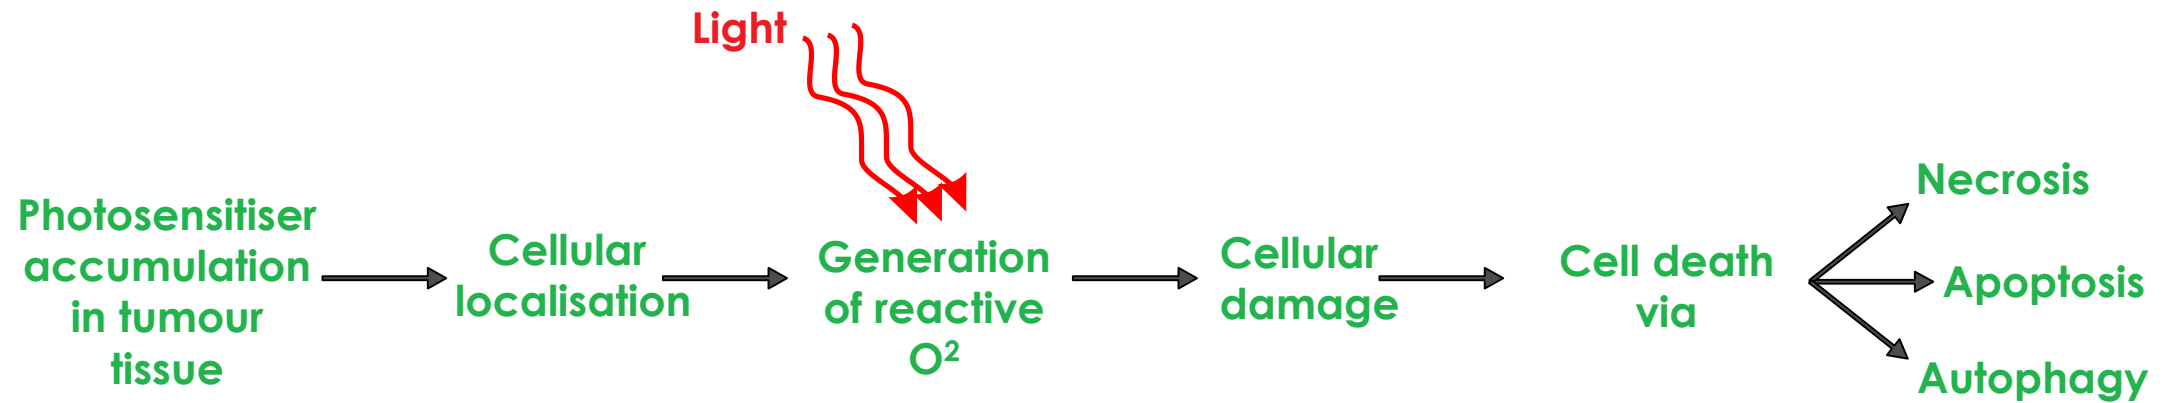 Light
Photosensitiser
accumulation
in tumour
tissue
Cellular
localisation
Generation
of reactive
O²
Cellular
damage
Cell death
via
Necrosis
Apoptosis
Autophagy